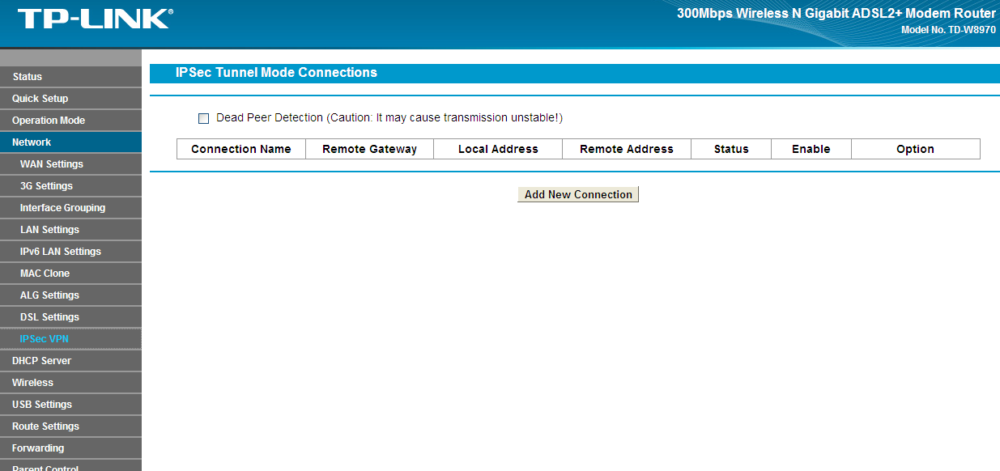 TP-LINK®
300Mbps Wireless N Gigabit ADSL2+ Modem Router
Model No. TD-W8970
Status
Quick Setup
Operation Mode
Network
WAN Settings
3G Settings
Interface Grouping
LAN Settings
IPv6 LAN Settings
MAC Clone
ALG Settings
DSL Settings
IPSec VPN
DHCP Server
Wireless
USB Settings
Route Settings
Forwarding
Parent Control
IPSec Tunnel Mode Connections
Dead Peer Detection (Caution: It may cause transmission unstable!)
Connection Name Remote Gateway Local Address Remote Address Status Enable Option
Add New Connection